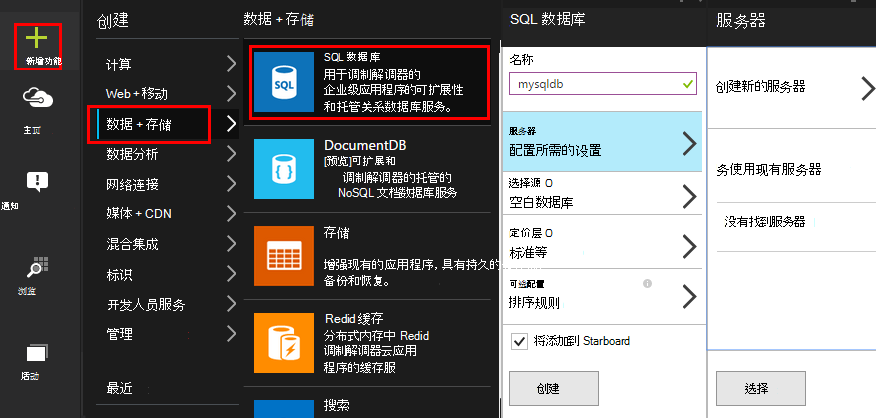 新增功能
主页
通知
浏览
活动
创建
计算
Web + 移动
数据 + 存储
数据分析
网络连接
媒体 + CDN
混合集成
标识
开发人员服务
管理
最近
数据 + 存储
SQL 数据库
用于调制解调器的
企业级应用程序的可扩展性
和托管关系数据库服务。
DocumentDB
[预览]可扩展和
调制解调器的托管的
NoSQL 文档数据库服务
存储
增强现有的应用程序, 具有持久的
备份和恢复。
Redid 缓存
分布式内存中 Redid
调制解调器云应用
程序的缓存服
搜索
SQL 数据库
名称
mysqldb
服务器
配置所需的设置
选择源 O
空白数据库
定价层 O
标准等
配置
排序规则
将添加到 Starboard
创建
服务器
创建新的服务器
务使用现有服务器
没有找到服务器
选择